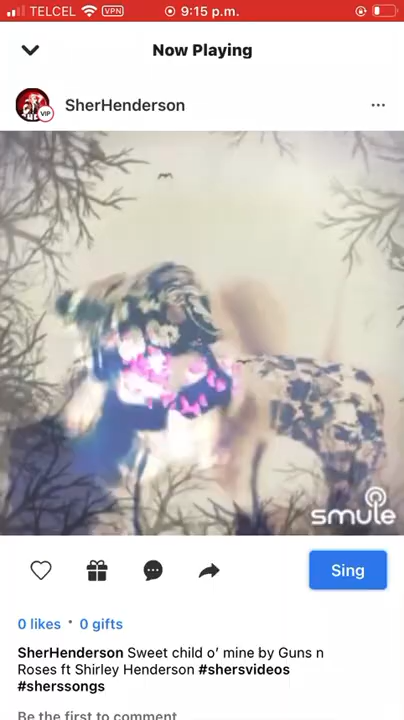 TELCEL VPN 9:15 p.m.
Now Playing
SherHenderson
VIP
smule
Sing
0 likes • 0 gifts
SherHenderson Sweet child o’ mine by Guns n
Roses ft Shirley Henderson #shersvideos
#sherssongs
Be the first to comment